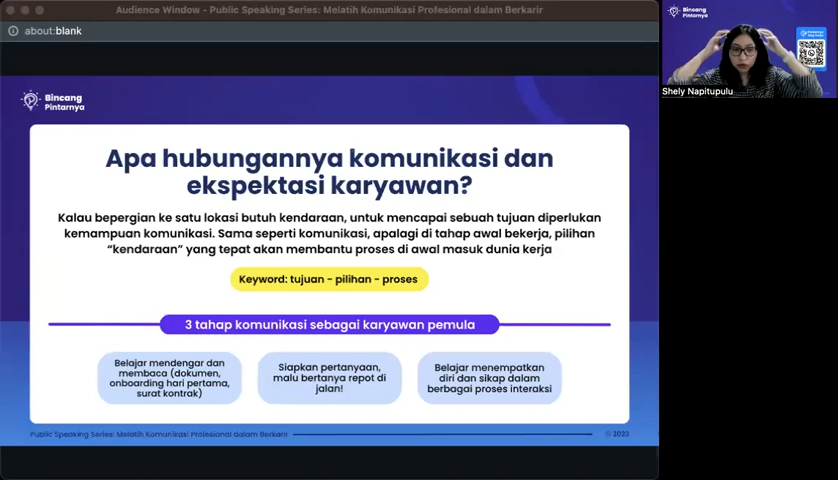 Audience Window - Public Speaking Series: Melatih Komunikasi Profesional dalam Berkarir
about:blank
Bincang
Pintarnya
Apa hubungannya komunikasi dan
ekspektasi karyawan?
Kalau bepergian ke satu lokasi butuh kendaraan, untuk mencapai sebuah tujuan diperlukan
kemampuan komunikasi. Sama seperti komunikasi, apalagi di tahap awal bekerja, pilihan
“kendaraan” yang tepat akan membantu proses di awal masuk dunia kerja
Keyword: tujuan - pilihan - proses
3 tahap komunikasi sebagai karyawan pemula
Belajar mendengar dan
membaca (dokumen,
onboarding hari pertama,
surat kontrak)
Siapkan pertanyaan,
malu bertanya repot di
jalan!
Belajar menempatkan
diri dan sikap dalam
berbagai proses interaksi
Public Speaking Series: Melatih Komunikasi Profesional dalam Berkarir
© 2023
Bincang
Pintarnya
Shely Napitupulu